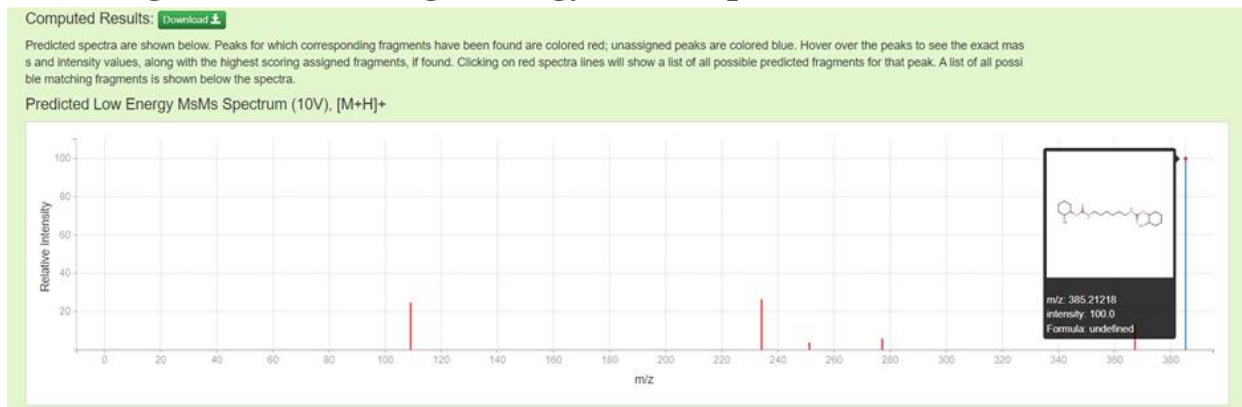 Computed Results: Download
Predicted spectra are shown below. Peaks for which corresponding fragments have been found are colored red; unassigned peaks are colored blue. Hover over the peaks to see the exact mas
s and intensity values, along with the highest scoring assigned fragments, if found. Clicking on red spectra lines will show a list of all possible predicted fragments for that peak. A list of all possi
ble matching fragments is shown below the spectra.
Predicted Low Energy MsMs Spectrum (10V), [M+H]+
100
80
60
40
20
Relative Intensity
m/z: 385.21218
intensity: 100.0
Formula: undefined
0 20 40 60 80 100 120 140 160 180 200 220 240 260 280 300 320 340 360 380
m/z